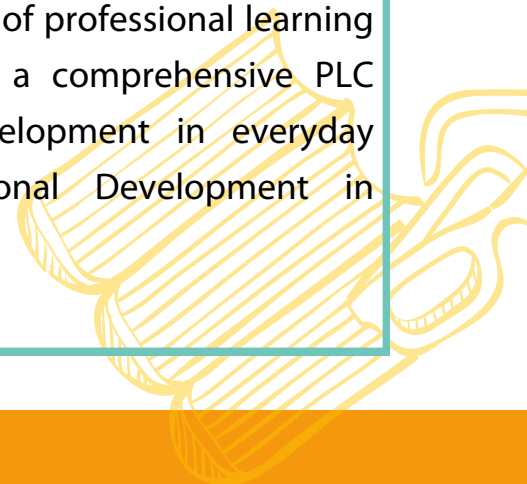 of professional learning
a comprehensive PLC
elopment in everyday
onal Development in